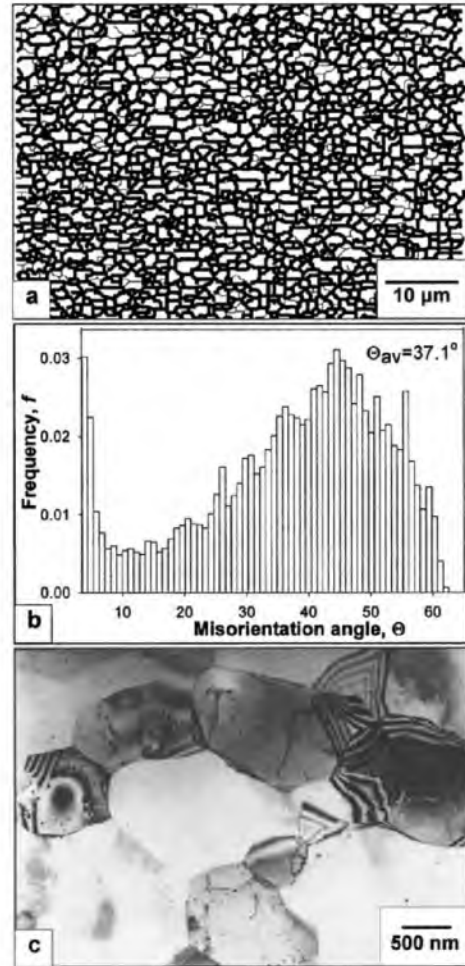 a
10 µm
0.03
0.02
0.01
0.00
Frequency, f
Θav=37.1°
10
20
30
40
50
60
Misorientation angle, Θ
b
c
500 nm